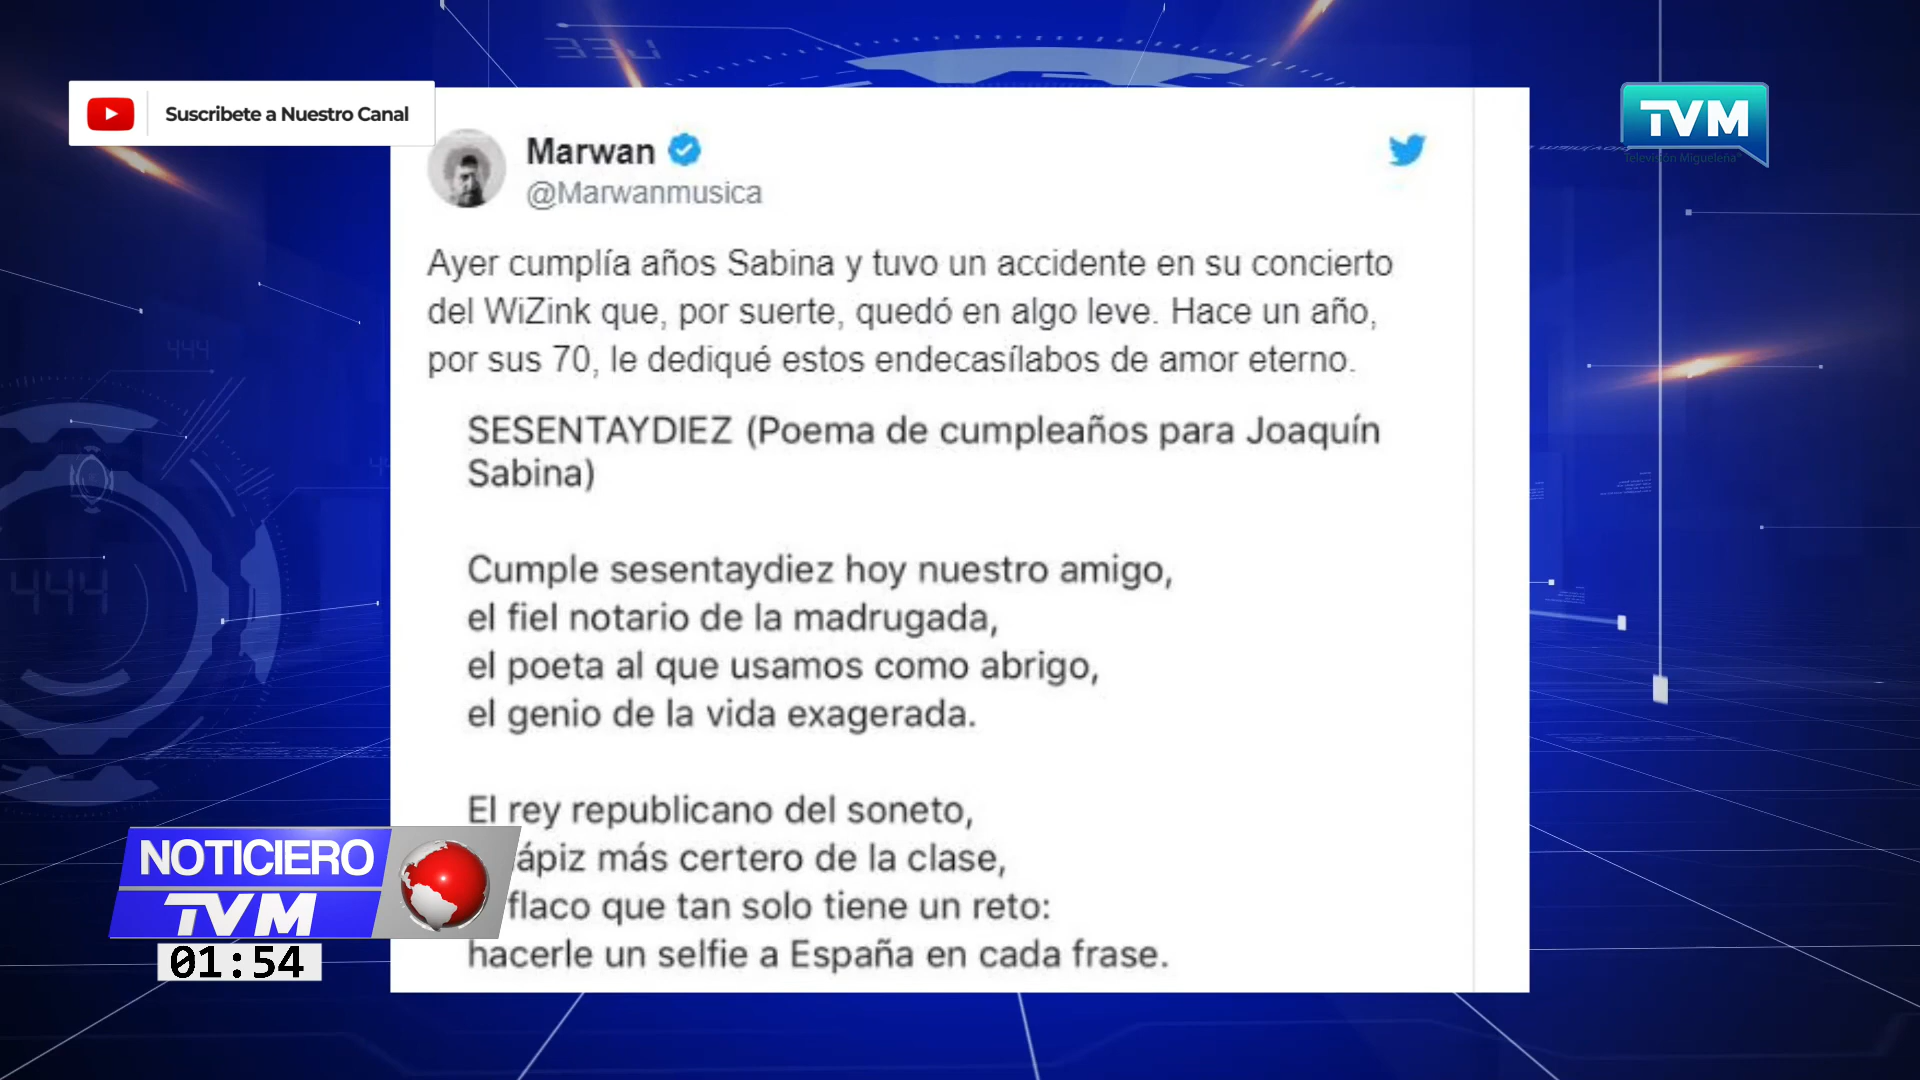 Suscribete a Nuestro Canal
TVM
Televisión Migueleña
Marwan
@Marwanmusica
Ayer cumplía años Sabina y tuvo un accidente en su concierto
del WiZink que, por suerte, quedó en algo leve. Hace un año,
por sus 70, le dediqué estos endecasílabos de amor eterno.
SESENTAYDIEZ (Poema de cumpleaños para Joaquín
Sabina)
Cumple sesentaydiez hoy nuestro amigo,
el fiel notario de la madrugada,
el poeta al que usamos como abrigo,
el genio de la vida exagerada.
El rey republicano del soneto,
ápiz más certero de la clase,
flaco que tan solo tiene un reto:
hacerle un selfie a España en cada frase.
NOTICIERO
TVM
01:54
444
444